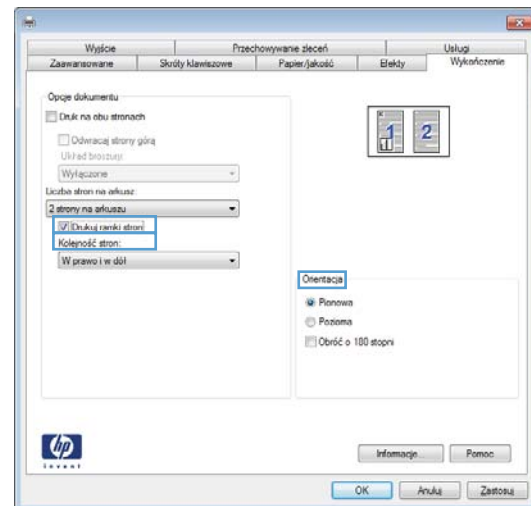 Wyjście Przechowywanie zleceń Usługi
Zaawansowane Skróty klawiszowe Papier/jakość Efekty Wykończenie
Opcje dokumentu
Druk na obu stronach
Odwracaj strony górą
Układ broszury:
Wyłączone
Liczba stron na arkusz:
2 strony na arkuszu
Drukuj ramki stron
Kolejność stron:
W prawo i w dół
1 2
Orientacja
Pionowa
Pozioma
Obróć o 180 stopni
hp
invent
Informacje... Pomoc
OK Anuluj Zastosuj